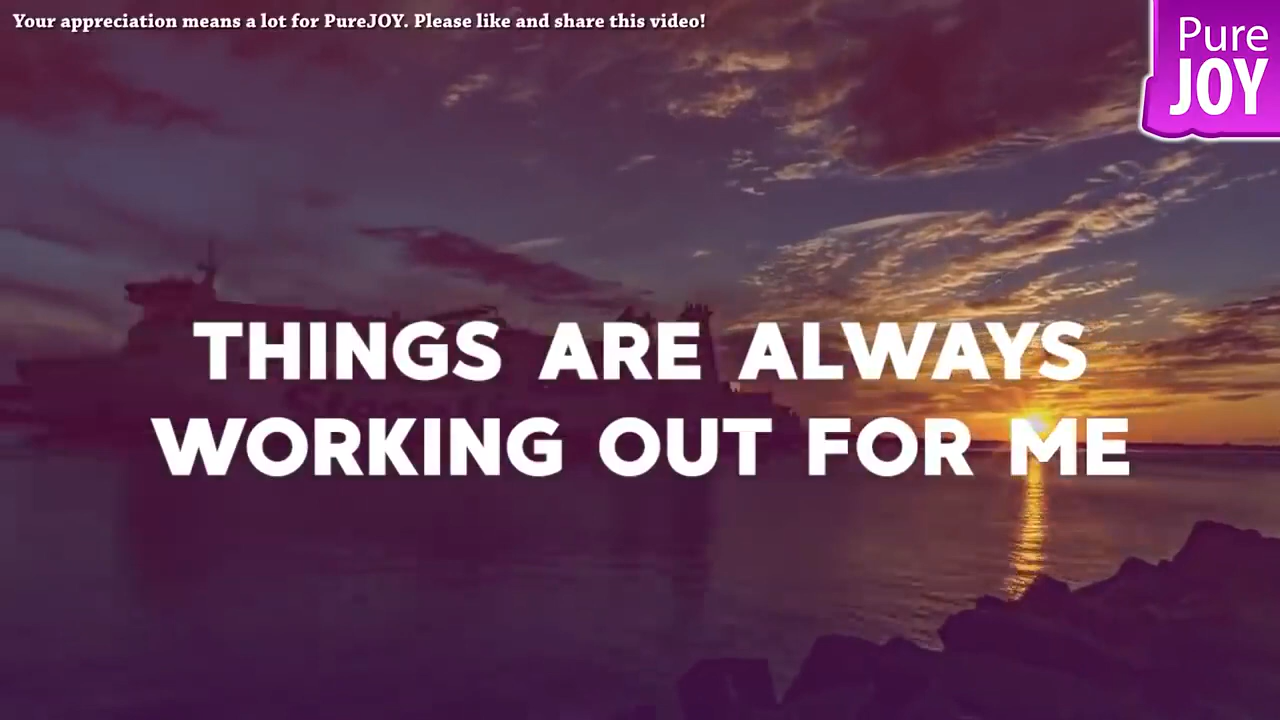 Your appreciation means a lot for PureJOY. Please like and share this video!
Pure
JOY
THINGS ARE ALWAYS
WORKING OUT FOR ME